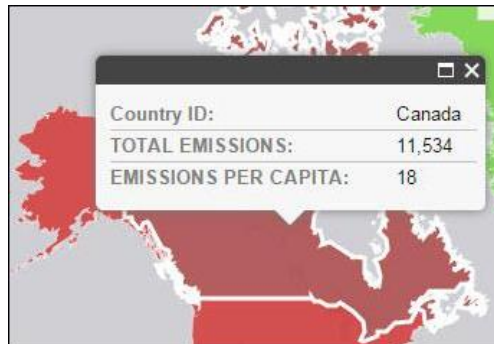 Country ID: Canada
TOTAL EMISSIONS: 11,534
EMISSIONS PER CAPITA: 18